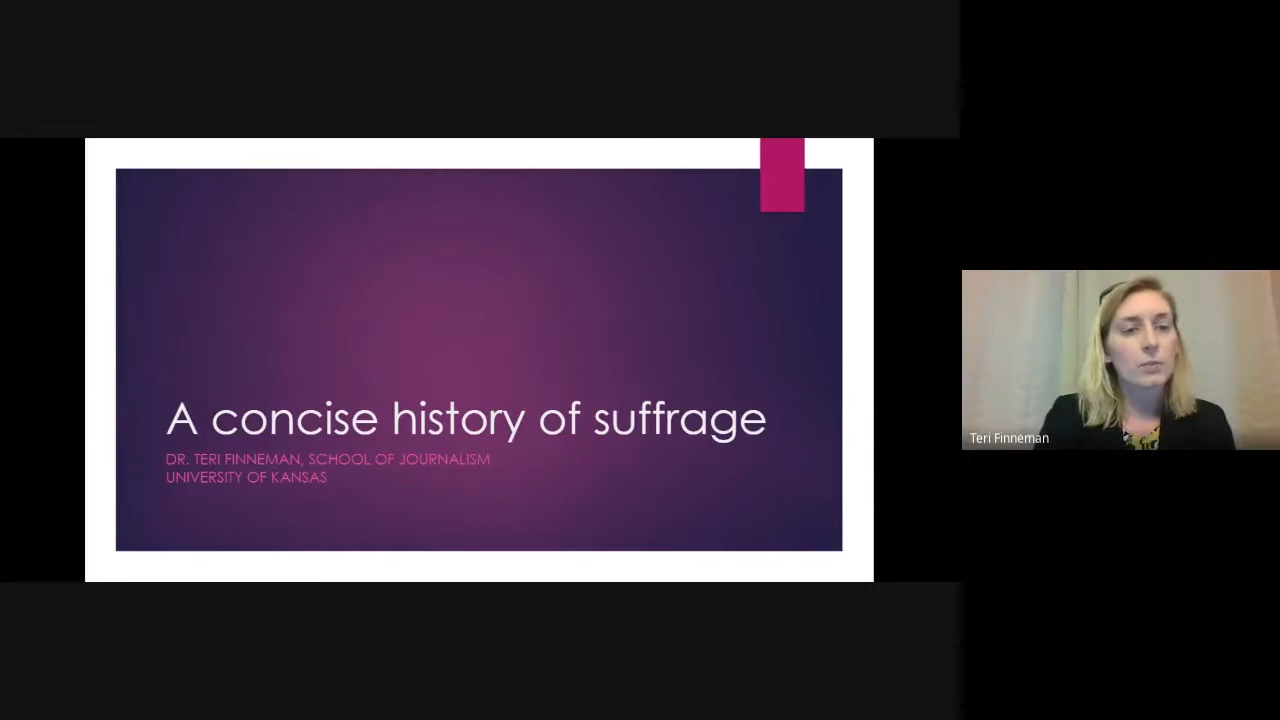 A concise history of suffrage
DR. TERI FINNEMAN, SCHOOL OF JOURNALISM
UNIVERSITY OF KANSAS
Teri Finneman